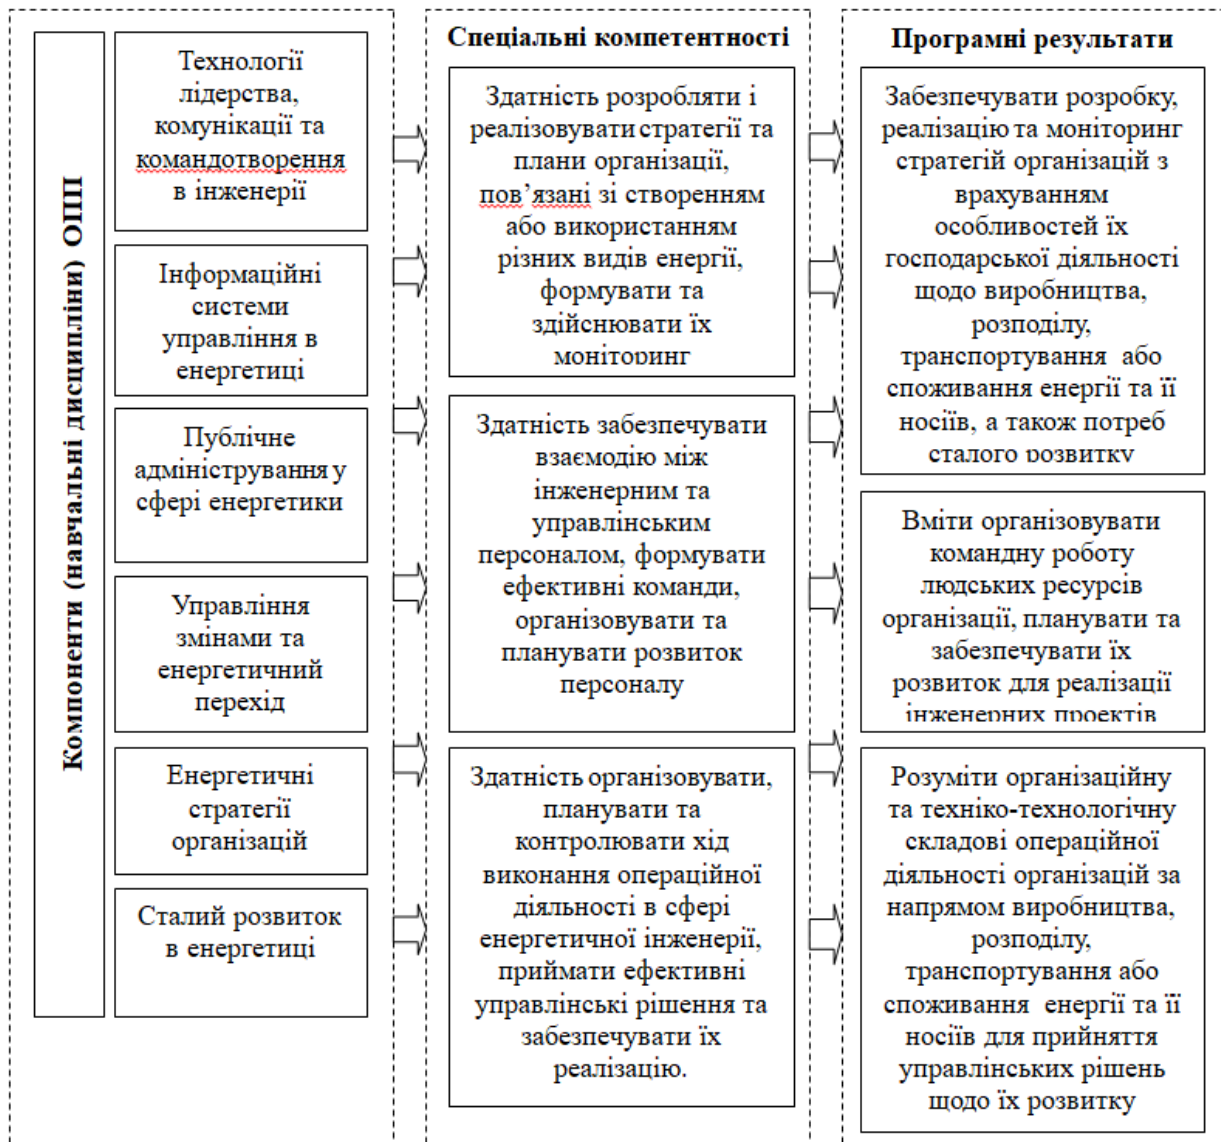 Компоненти (навчальні дисципліни) ОПП
Технології
лідерства,
комунікації та
командотворення
в інженерії
Інформаційні
системи
управління в
енергетиці
Публічне
адміністрування у
сфері енергетики
Управління
змінами та
енергетичний
перехід
Енергетичні
стратегії
організацій
Сталий розвиток
в енергетиці
Спеціальні компетентності
Здатність розробляти і
реалізовувати стратегії та
плани організації,
пов’язані зі створенням
або використанням
різних видів енергії,
формувати та
здійснювати їх
моніторинг
Здатність забезпечувати
взаємодію між
інженерним та
управлінським
персоналом, формувати
ефективні команди,
організовувати та
планувати розвиток
персоналу
Здатність організовувати,
планувати та
контролювати хід
виконання операційної
діяльності в сфері
енергетичної інженерії,
приймати ефективні
управлінські рішення та
забезпечувати їх
реалізацію.
Програмні результати
Забезпечувати розробку,
реалізацію та моніторинг
стратегій організацій з
врахуванням
особливостей їх
господарської діяльності
щодо виробництва,
розподілу,
транспортування або
споживання енергії та її
носіїв, а також потреб
сталого розвитку
Вміти організовувати
командну роботу
людських ресурсів
організації, планувати та
забезпечувати їх
розвиток для реалізації
інженерних проектів
Розуміти організаційну
та техніко-технологічну
складові операційної
діяльності організацій за
напрямом виробництва,
розподілу,
транспортування або
споживання енергії та її
носіїв для прийняття
управлінських рішень
щодо їх розвитку